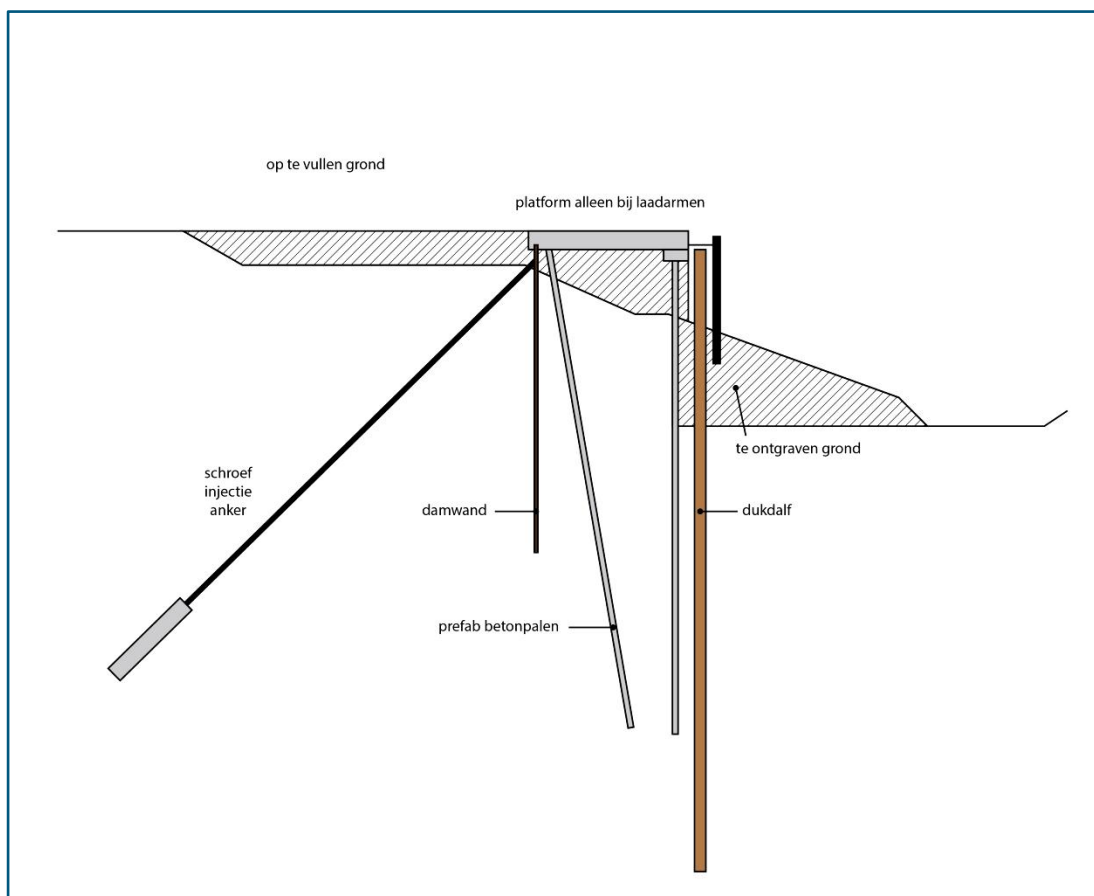 op te vullen grond
platform alleen bij laadarmen
te ontgraven grond
schroef
injectie
anker
damwand
dukdalf
prefab betonpalen